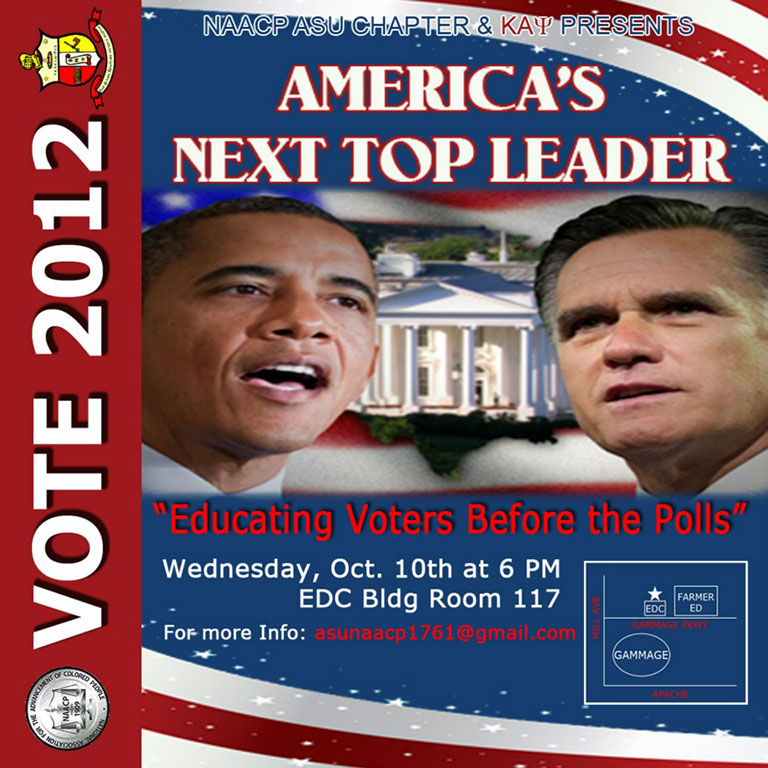 NAACP ASU CHAPTER & ΚΑΨ PRESENTS
AMERICA'S
NEXT TOP LEADER
VOTE 2012
"Educating Voters Before the Polls"
Wednesday, Oct. 10th at 6 PM
EDC Bldg Room 117
For more Info: asunaacp1761@gmail.com
MILL AVE
EDC
FARMER
ED
GAMMAGE PKWY
GAMMAGE
APACHE
NATIONAL ASSOCIATION FOR THE ADVANCEMENT OF COLORED PEOPLE
NAACP
1909